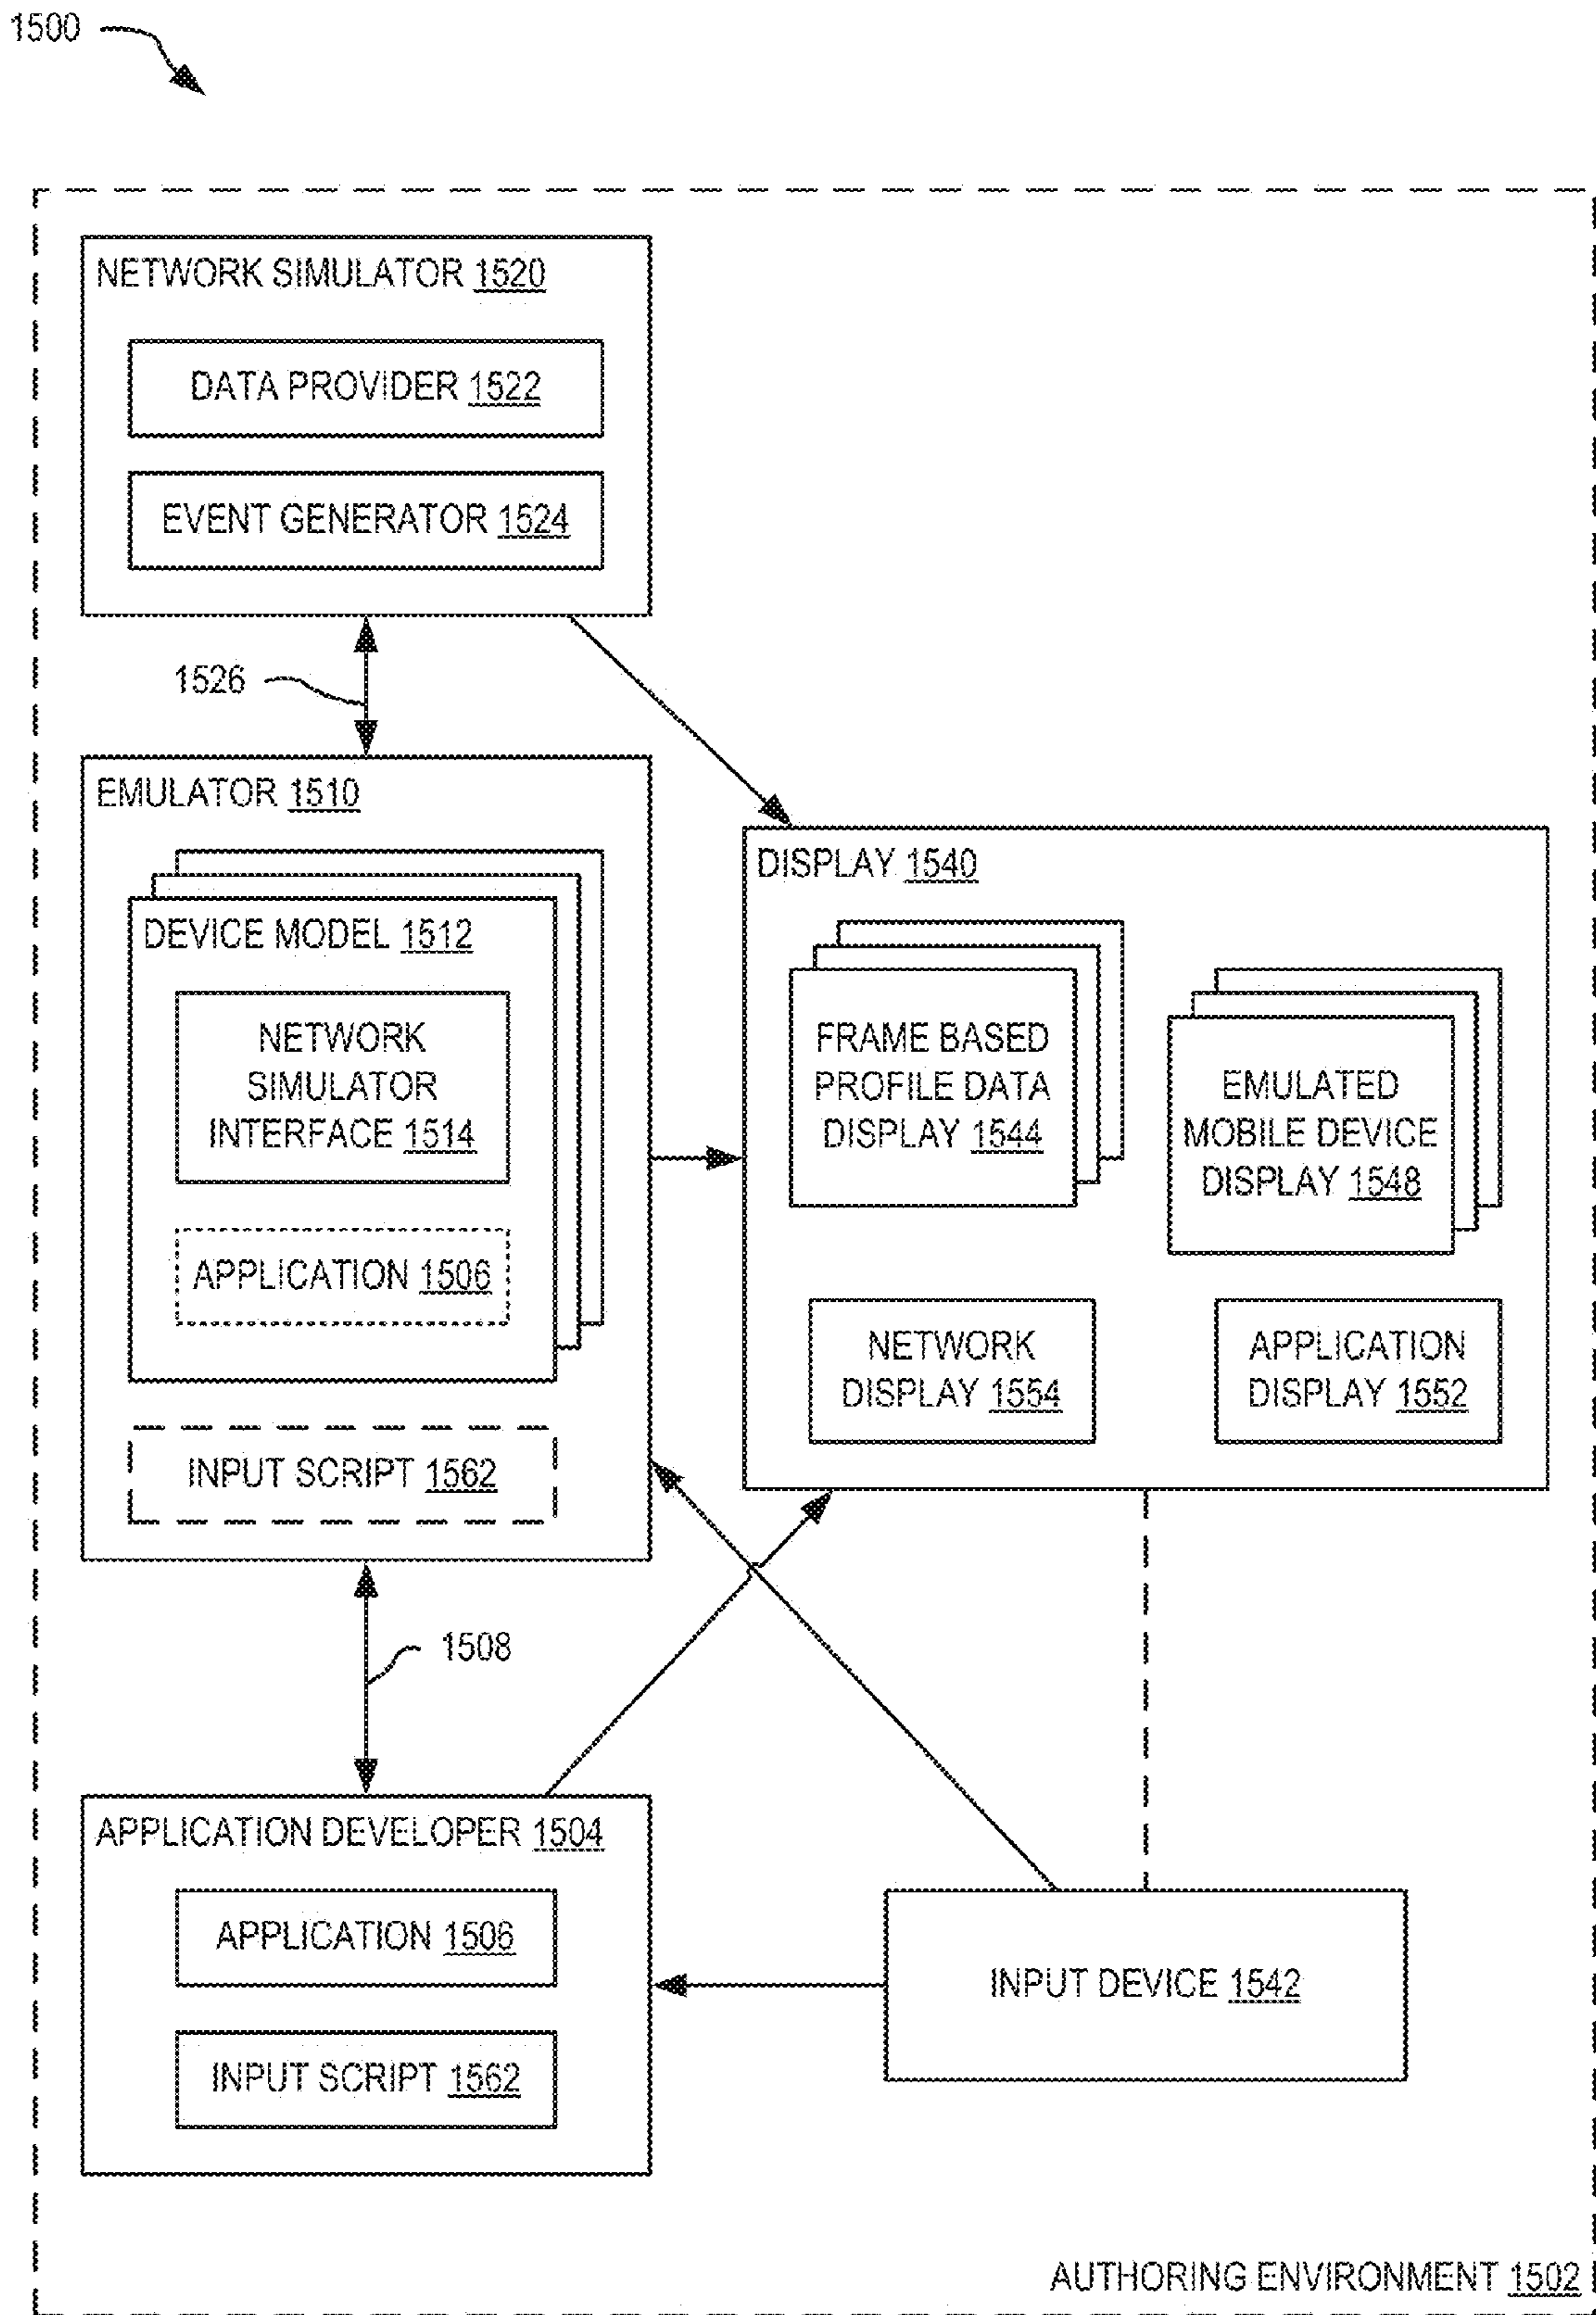 1500
NETWORK SIMULATOR 1520
DATA PROVIDER 1522
EVENT GENERATOR 1524
1526
EMULATOR 1510
DEVICE MODEL 1512
NETWORK
SIMULATOR
INTERFACE 1514
APPLICATION 1506
INPUT SCRIPT 1562
DISPLAY 1540
FRAME BASED
PROFILE DATA
DISPLAY 1544
EMULATED
MOBILE DEVICE
DISPLAY 1548
NETWORK
DISPLAY 1554
APPLICATION
DISPLAY 1552
1508
APPLICATION DEVELOPER 1504
APPLICATION 1506
INPUT SCRIPT 1562
INPUT DEVICE 1542
AUTHORING ENVIRONMENT 1502